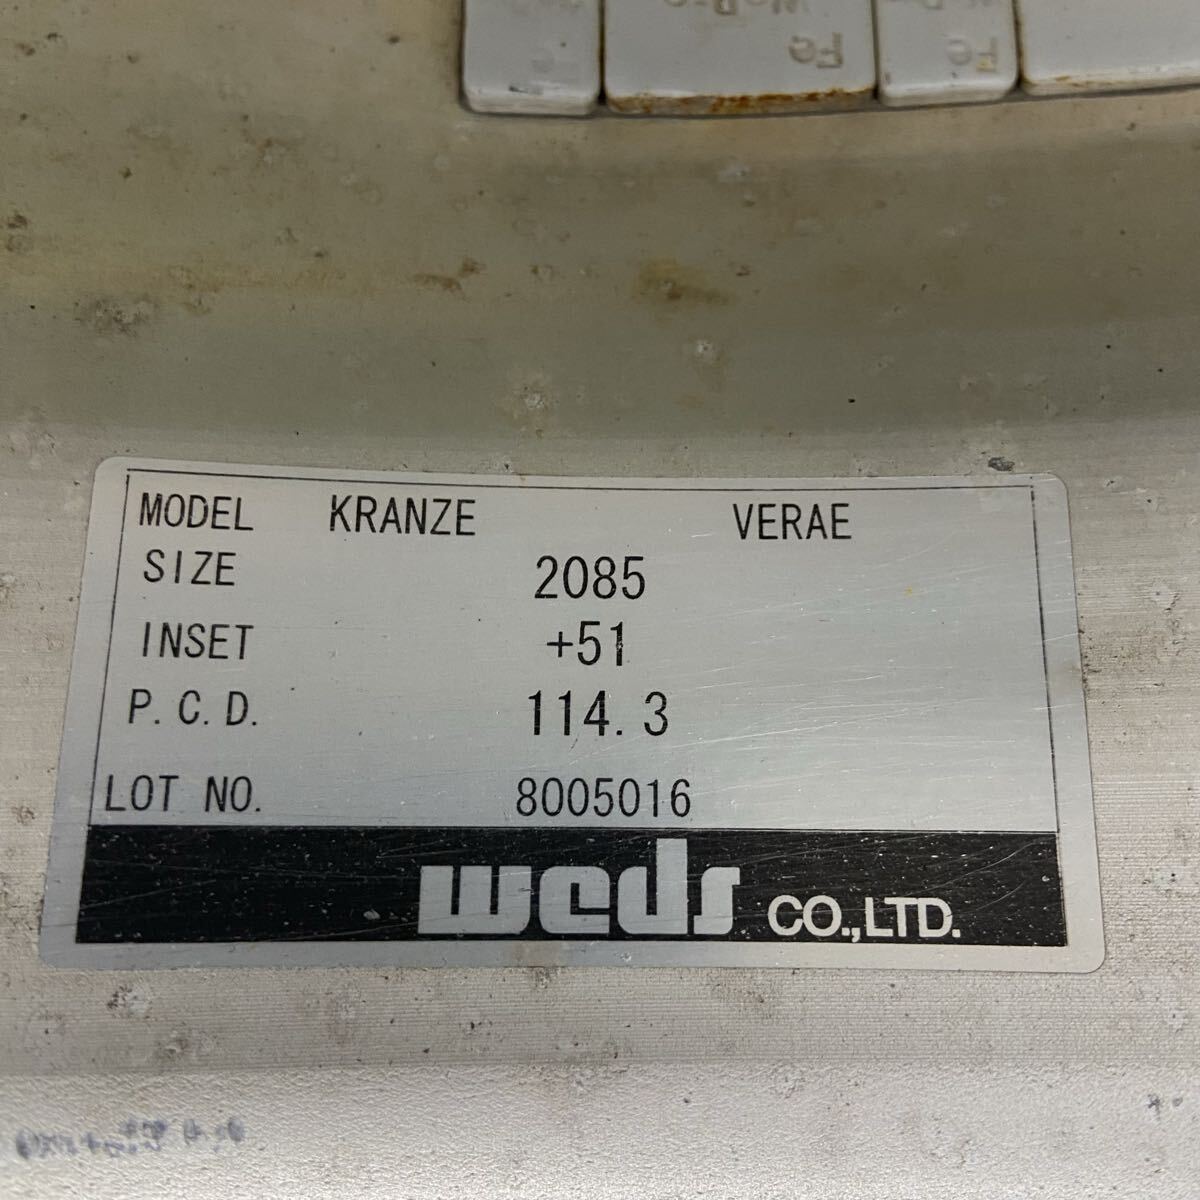 MODEL KRANZE VERAE
SIZE 2085
INSET +51
P.C.D. 114.3
LOT NO. 8005016
weds CO.,LTD.